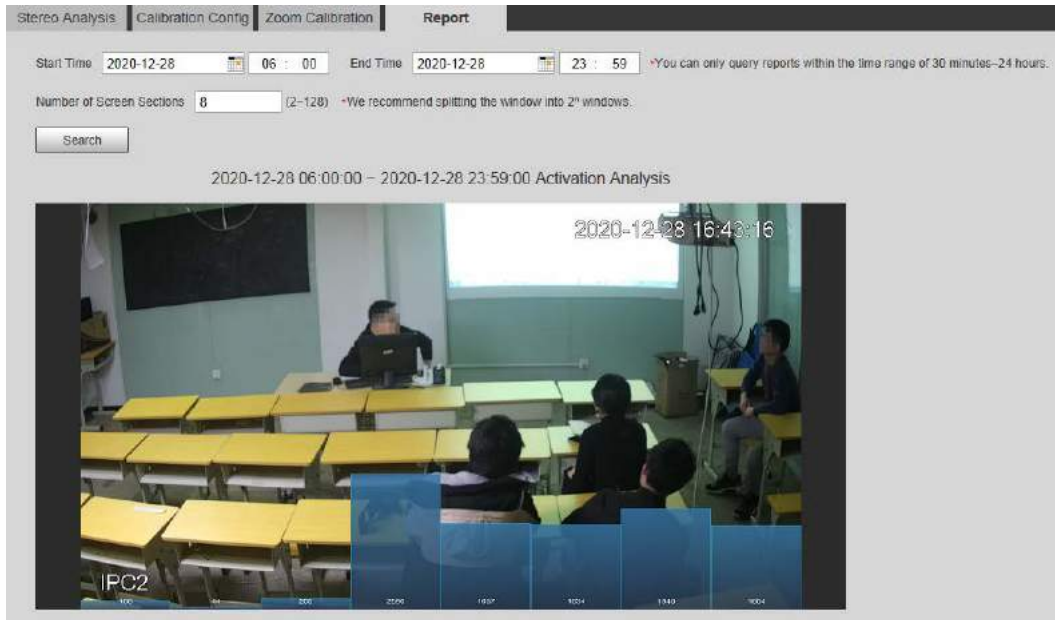 Stereo Analysis Calibration Config Zoom Calibration Report
Start Time 2020-12-28 06 : 00 End Time 2020-12-28 23 : 59 *You can only query reports within the time range of 30 minutes~24 hours.
Number of Screen Sections 8 (2~128) *We recommend splitting the window into 2ⁿ windows.
Search
2020-12-28 06:00:00 ~ 2020-12-28 23:59:00 Activation Analysis
2020-12-28 16:43:16
IPC2